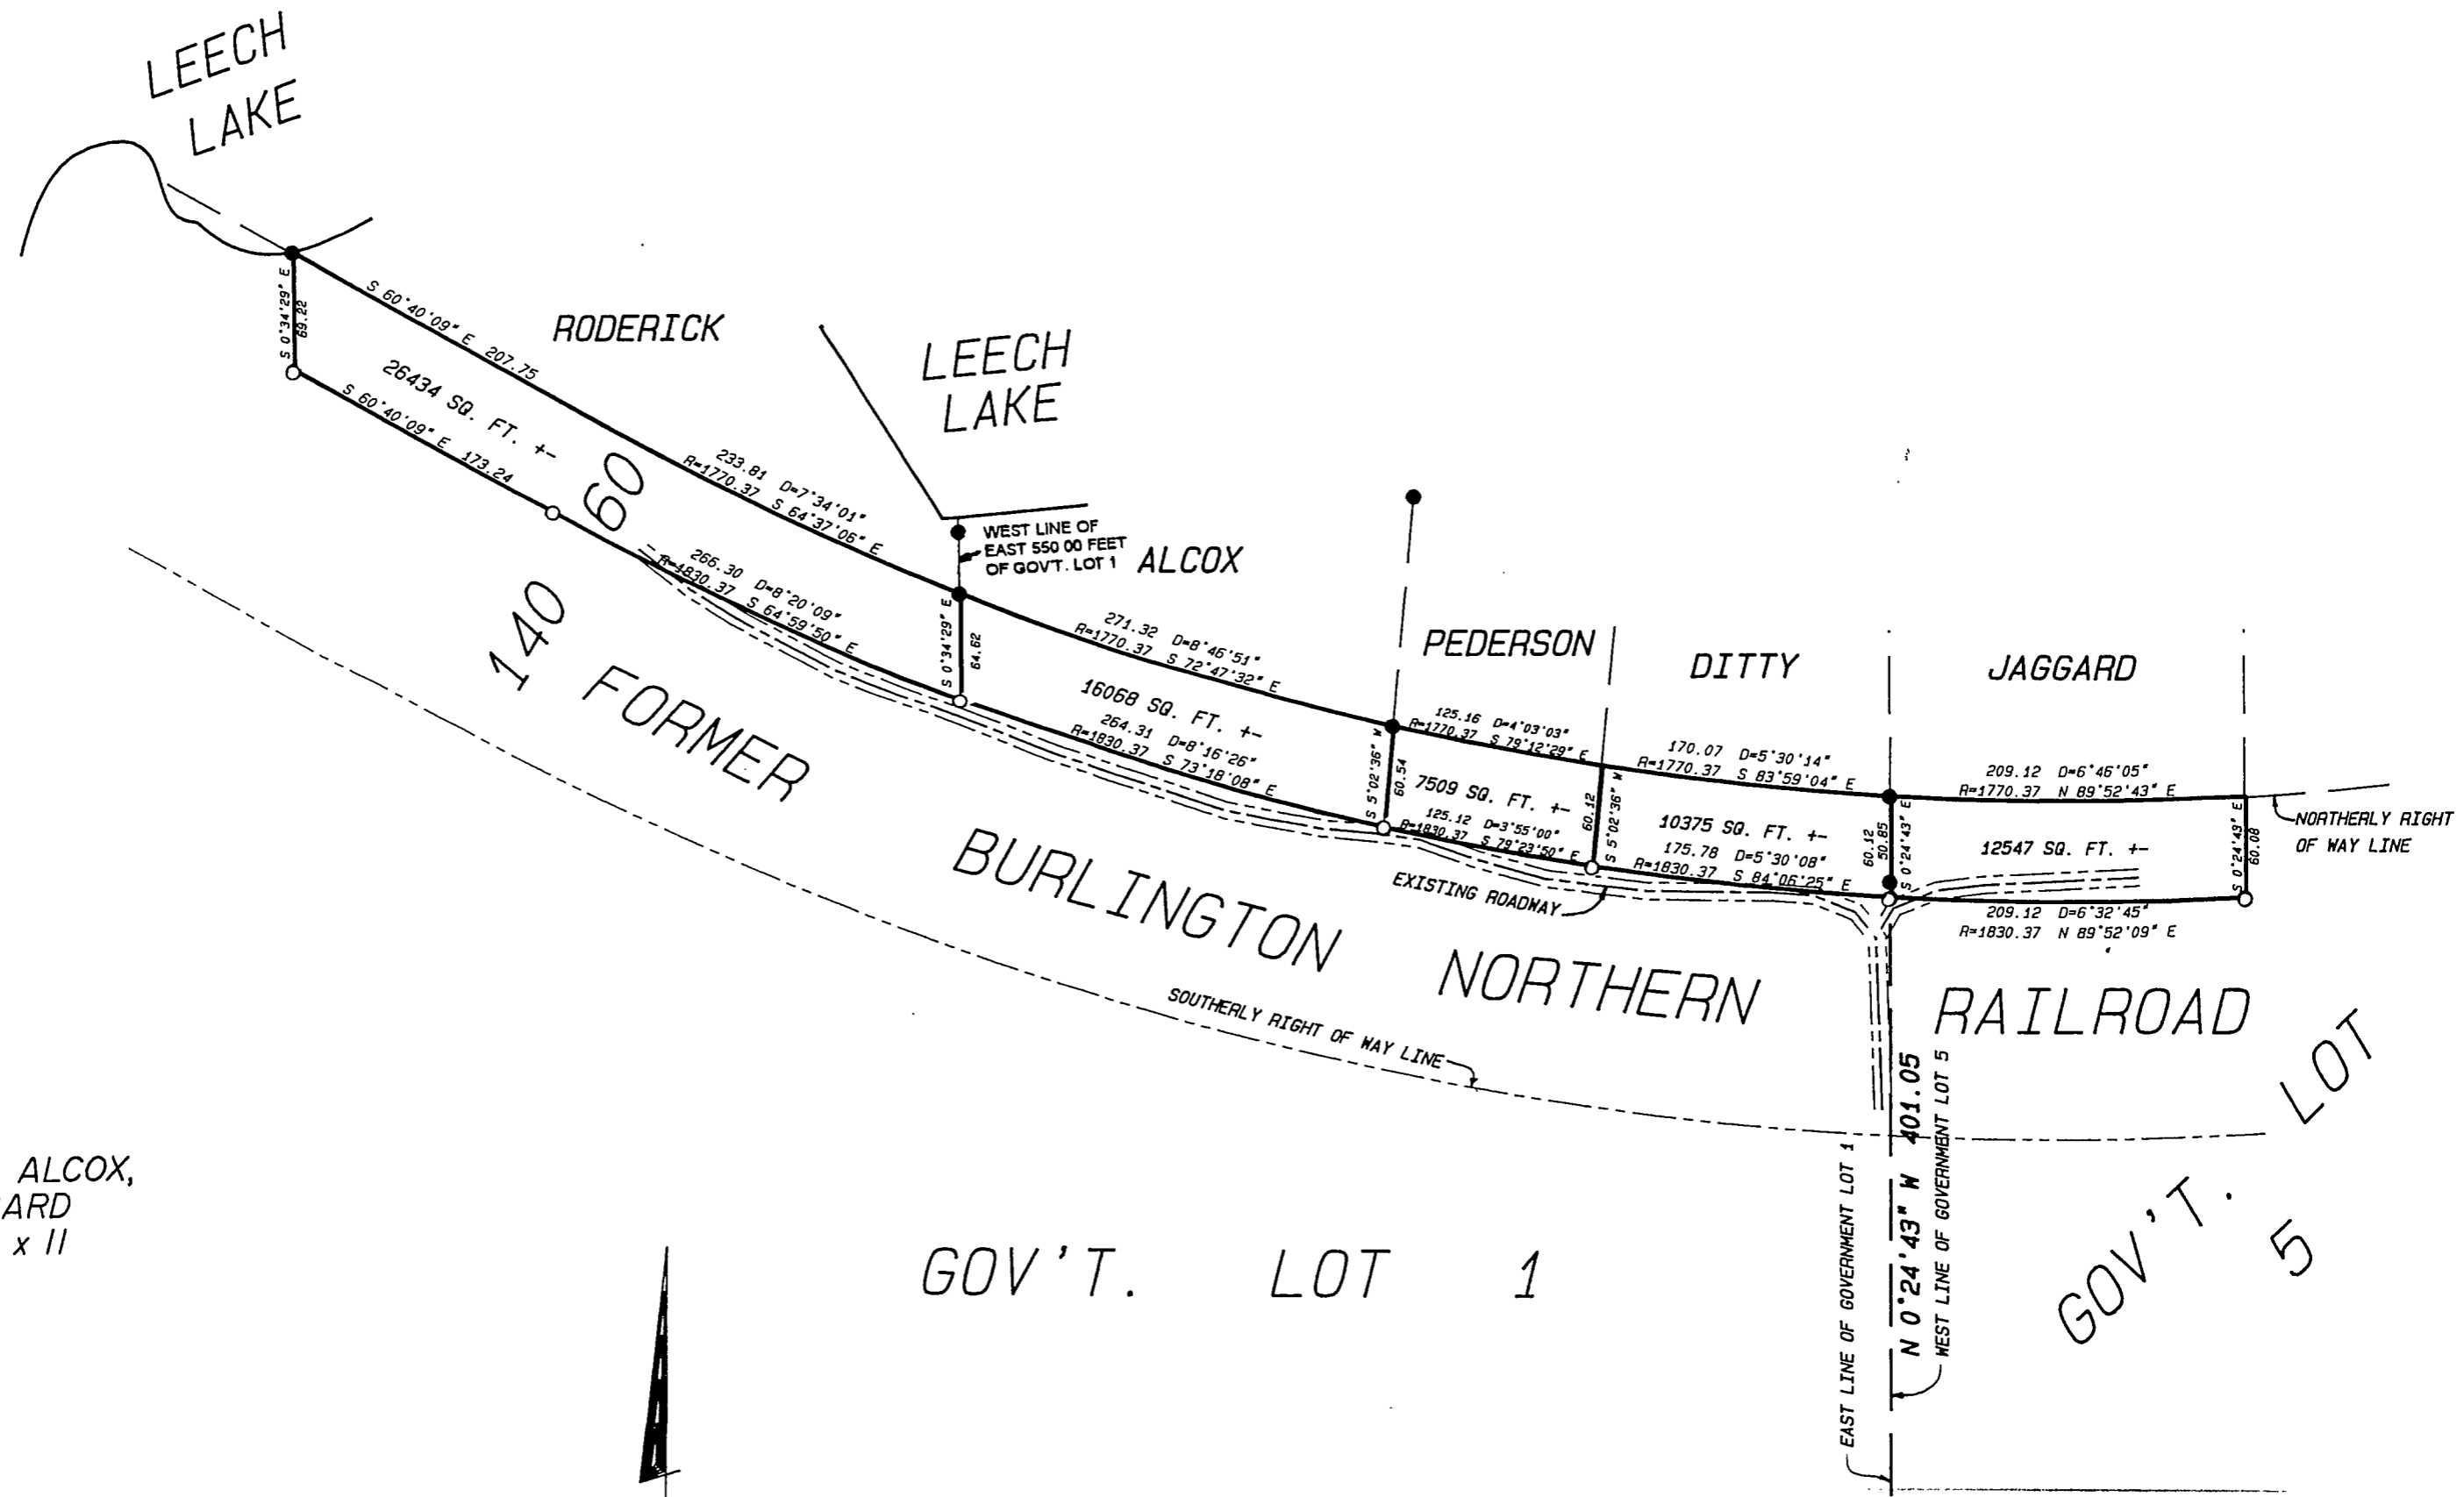 LEECH
LAKE
S 0°34'29" E
69.22
S 60°40'09" E 207.75
RODERICK
26434 SQ. FT. +-
S 60°40'09" E 173.24
LEECH
LAKE
233.81 D=7°34'01"
R=1770.37 S 64°37'06" E
60
266.30 D=8°20'09"
R=1830.37 S 64°59'50" E
WEST LINE OF
EAST 550 00 FEET
OF GOV'T. LOT 1
ALCOX
S 0°34'29" E
64.62
271.32 D=8°46'51"
R=1770.37 S 72°47'32" E
16068 SQ. FT. +-
264.31 D=8°16'26"
R=1830.37 S 73°18'08" E
PEDERSON
125.16 D=4°03'03"
R=1770.37 S 79°12'29" E
S 5°02'36" W
60.54
7509 SQ. FT. +-
125.12 D=3°55'00"
R=1830.37 S 79°23'50" E
60.12
S 5°02'36" W
DITTY
170.07 D=5°30'14"
R=1770.37 S 83°59'04" E
10375 SQ. FT. +-
175.78 D=5°30'08"
R=1830.37 S 84°06'25" E
60.12
50.85
S 0°24'43" E
JAGGARD
209.12 D=6°46'05"
R=1770.37 N 89°52'43" E
12547 SQ. FT. +-
209.12 D=6°32'45"
R=1830.37 N 89°52'09" E
S 0°24'43" E
60.08
NORTHERLY RIGHT
OF WAY LINE
EXISTING ROADWAY
140
FORMER BURLINGTON NORTHERN RAILROAD
SOUTHERLY RIGHT OF WAY LINE
EAST LINE OF GOVERNMENT LOT 1
N 0°24'43" W 401.05
WEST LINE OF GOVERNMENT LOT 5
GOV'T. LOT
5
ALCOX,
ARD
x 11
GOV'T. LOT 1